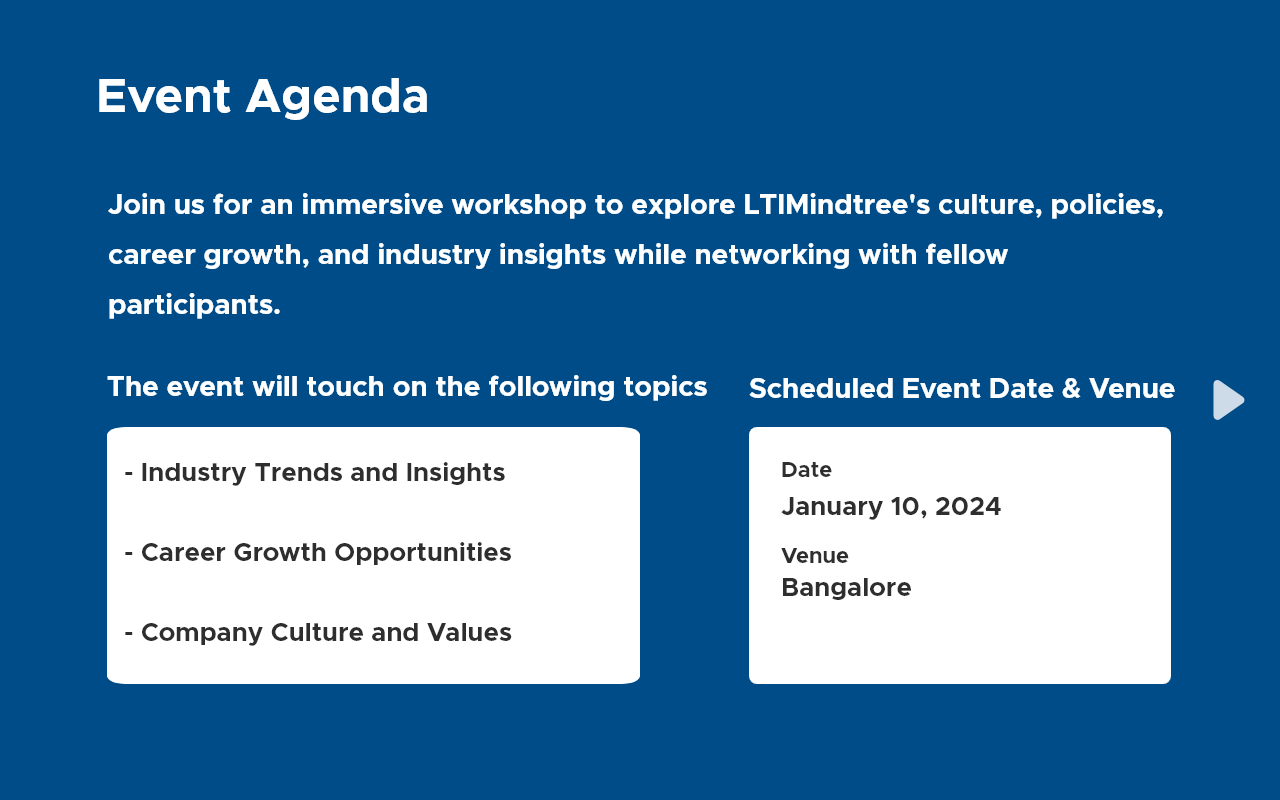 Event Agenda
Join us for an immersive workshop to explore LTIMindtree's culture, policies,
career growth, and industry insights while networking with fellow
participants.
The event will touch on the following topics
- Industry Trends and Insights
- Career Growth Opportunities
- Company Culture and Values
Scheduled Event Date & Venue
Date
January 10, 2024
Venue
Bangalore